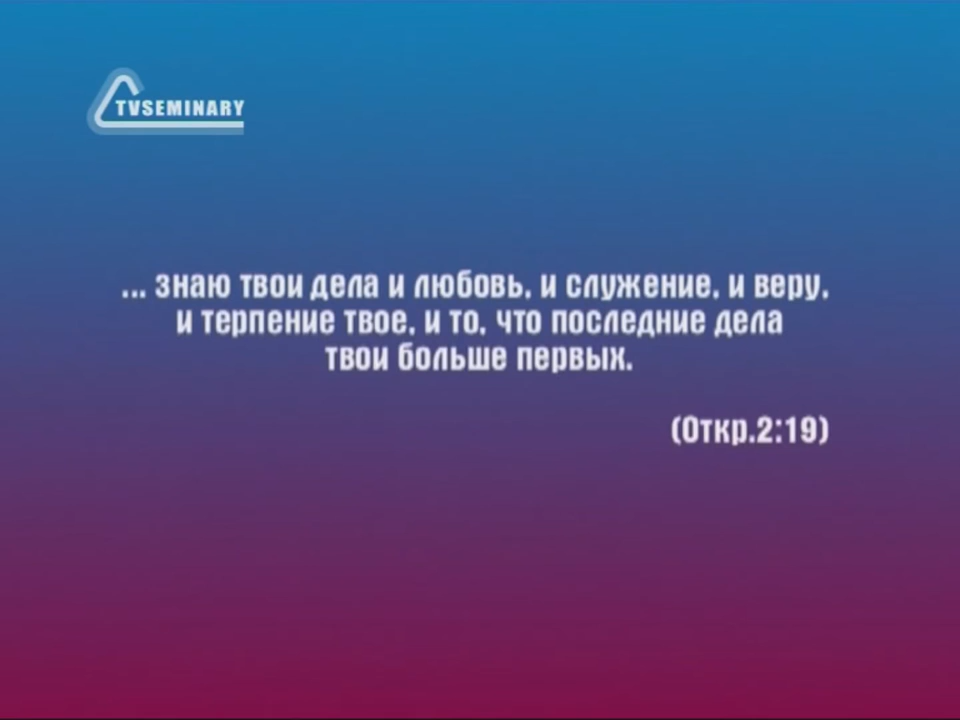 TVSEMINARY
... знаю твои дела и любовь, и служение, и веру,
и терпение твое, и то, что последние дела
твои больше первых.
(Откр.2:19)